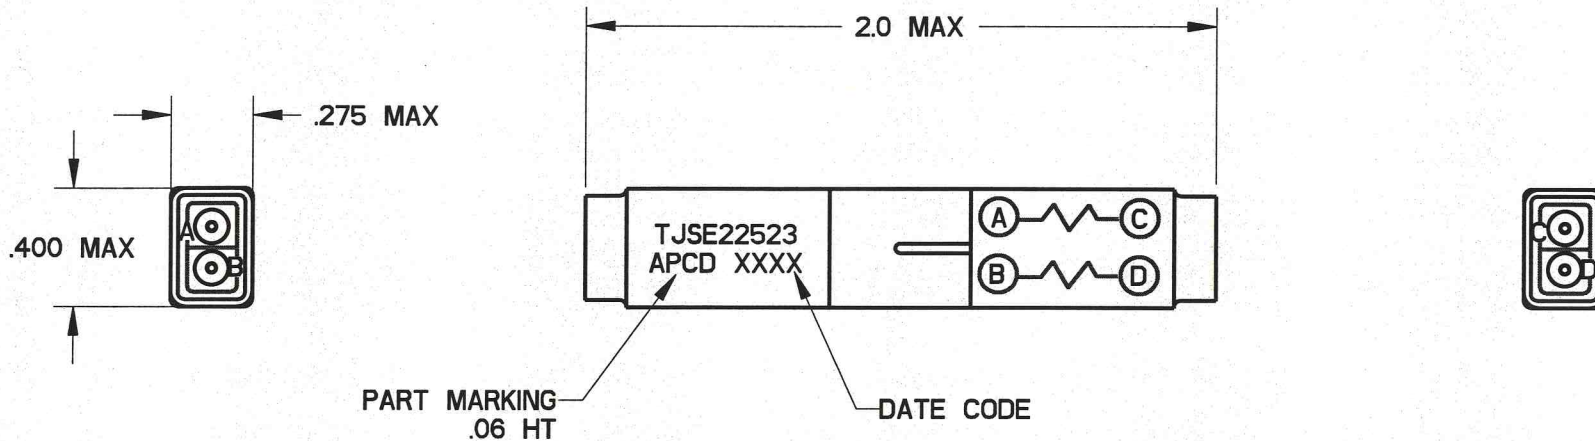 2.0 MAX
.275 MAX
.400 MAX
A
B
TJSE22523
APCD XXXX
A C
B D
C
D
PART MARKING
.06 HT
DATE CODE